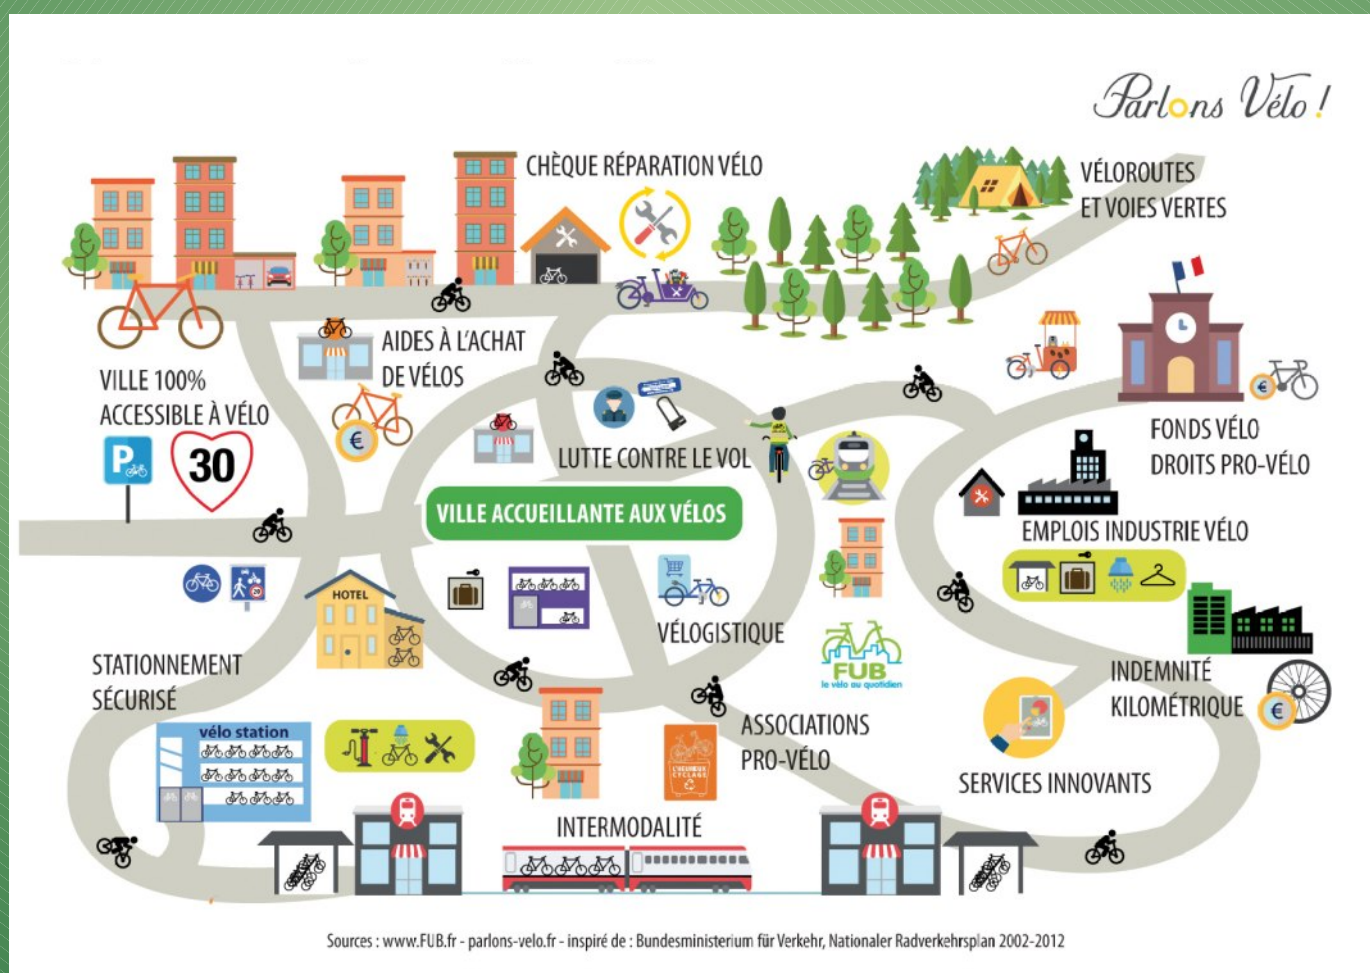 Parlons Vélo !
CHÈQUE RÉPARATION VÉLO
VÉLOROUTES
ET VOIES VERTES
AIDES À L'ACHAT
DE VÉLOS
€
VILLE 100%
ACCESSIBLE À VÉLO
P
30
LUTTE CONTRE LE VOL
€
FONDS VÉLO
DROITS PRO-VÉLO
VILLE ACCUEILLANTE AUX VÉLOS
EMPLOIS INDUSTRIE VÉLO
HOTEL
VÉLOGISTIQUE
FUB
le vélo au quotidien
STATIONNEMENT
SÉCURISÉ
INDEMNITÉ
KILOMÉTRIQUE
€
vélo station
ASSOCIATIONS
PRO-VÉLO
L'HEUREUX
CYCLAGE
SERVICES INNOVANTS
INTERMODALITÉ
Sources : www.FUB.fr - parlons-velo.fr - inspiré de : Bundesministerium für Verkehr, Nationaler Radverkehrsplan 2002-2012